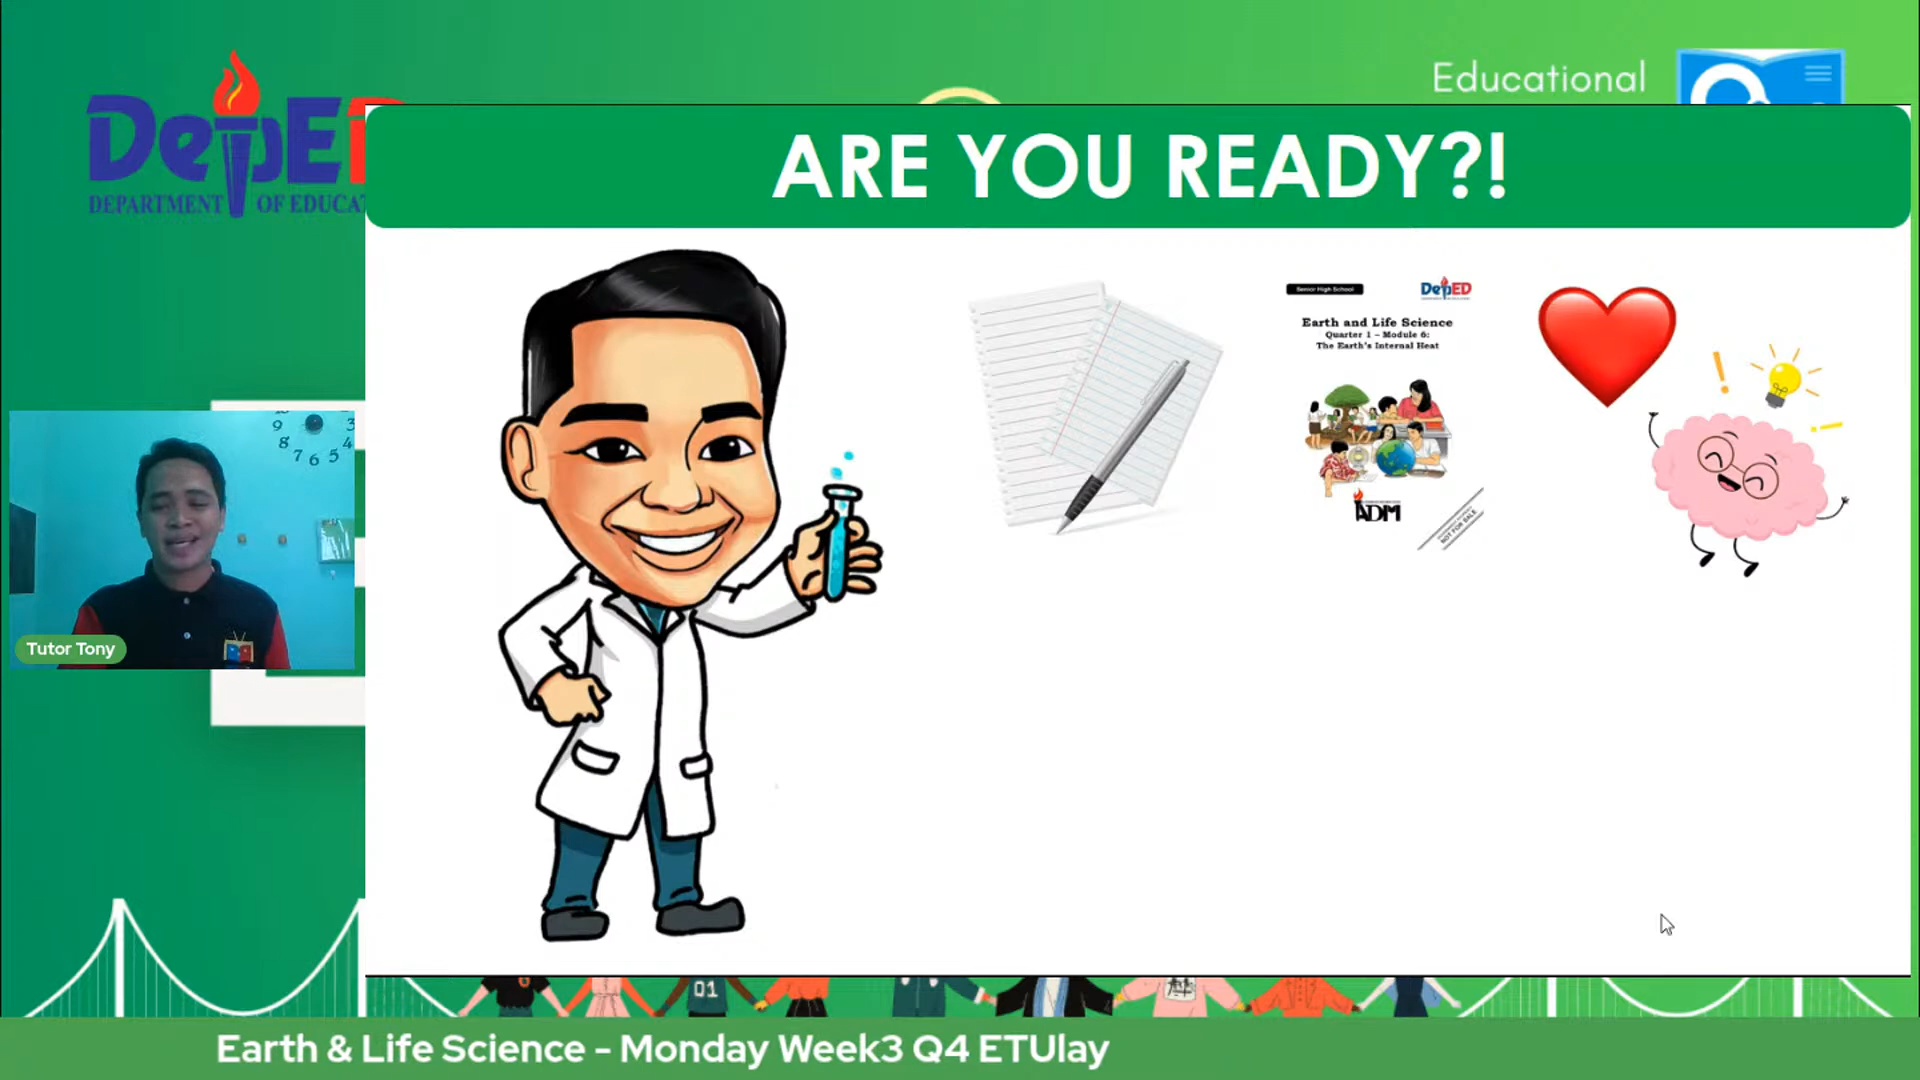 DepE
DEPARTMENT OF EDUCAT
Educational
ARE YOU READY?!
Senior High School
DepED
Earth and Life Science
Quarter 1 – Module 6:
The Earth's Internal Heat
ADM
NOT FOR SALE
9
8
7
6
5
4
3
Tutor Tony
01
Earth & Life Science - Monday Week3 Q4 ETUlay